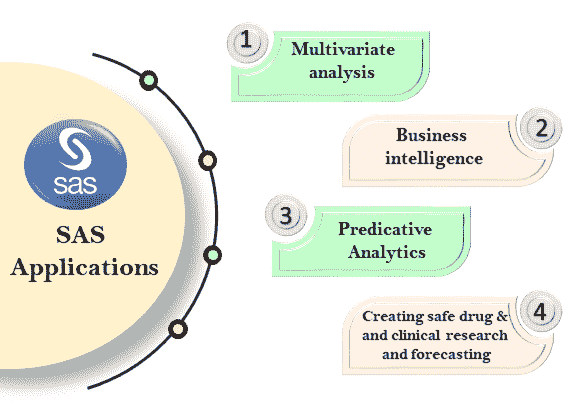 sas
SAS
Applications
1
Multivariate
analysis
2
Business
intelligence
3
Predicative
Analytics
4
Creating safe drug &
and clinical research
and forecasting